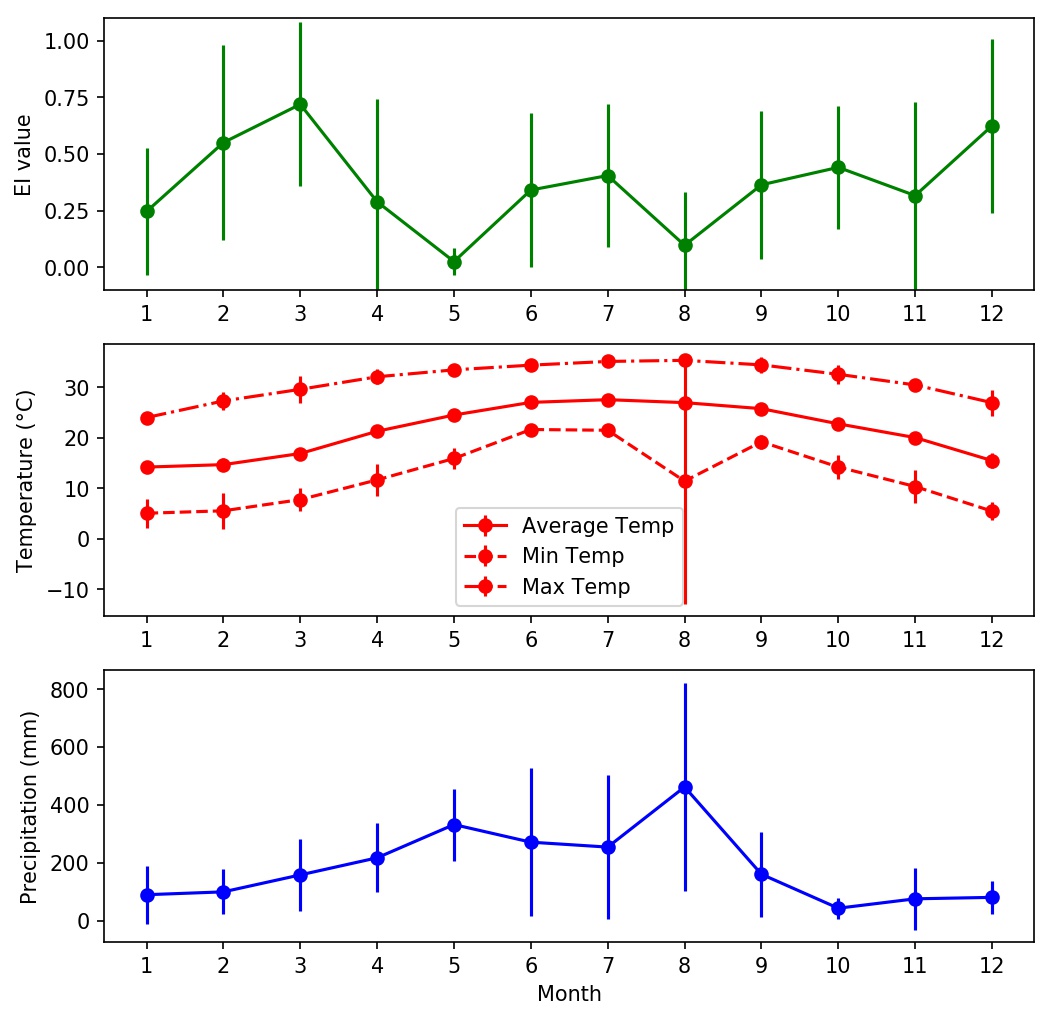 EI value
1.00
0.75
0.50
0.25
0.00
1 2 3 4 5 6 7 8 9 10 11 12
Temperature (°C)
30
20
10
0
−10
Average Temp
Min Temp
Max Temp
1 2 3 4 5 6 7 8 9 10 11 12
Precipitation (mm)
800
600
400
200
0
1 2 3 4 5 6 7 8 9 10 11 12
Month